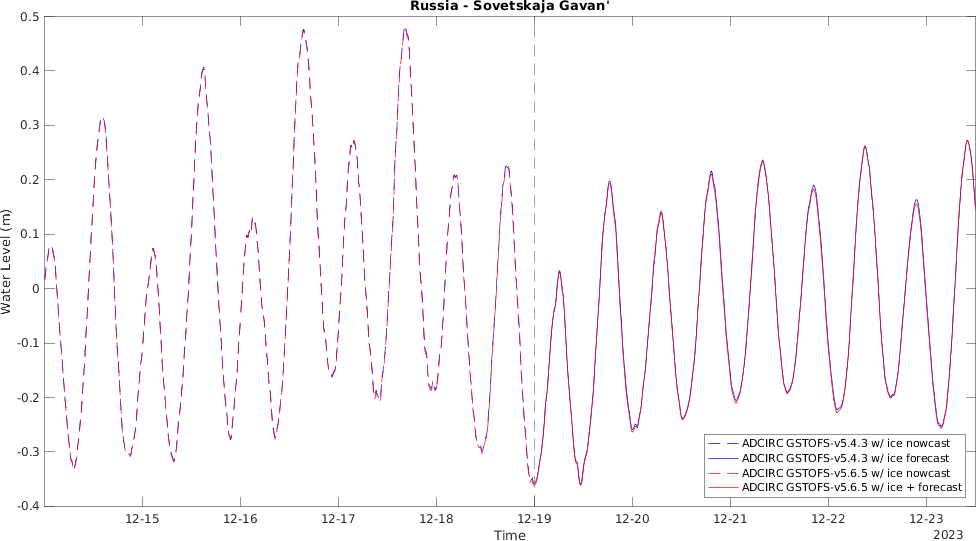 Russia - Sovetskaja Gavan'
Water Level (m)
0.5
0.4
0.3
0.2
0.1
0
-0.1
-0.2
-0.3
-0.4
ADCIRC GSTOFS-v5.4.3 w/ ice nowcast
ADCIRC GSTOFS-v5.4.3 w/ ice forecast
ADCIRC GSTOFS-v5.6.5 w/ ice nowcast
ADCIRC GSTOFS-v5.6.5 w/ ice + forecast
12-15 12-16 12-17 12-18 12-19 12-20 12-21 12-22 12-23
Time
2023